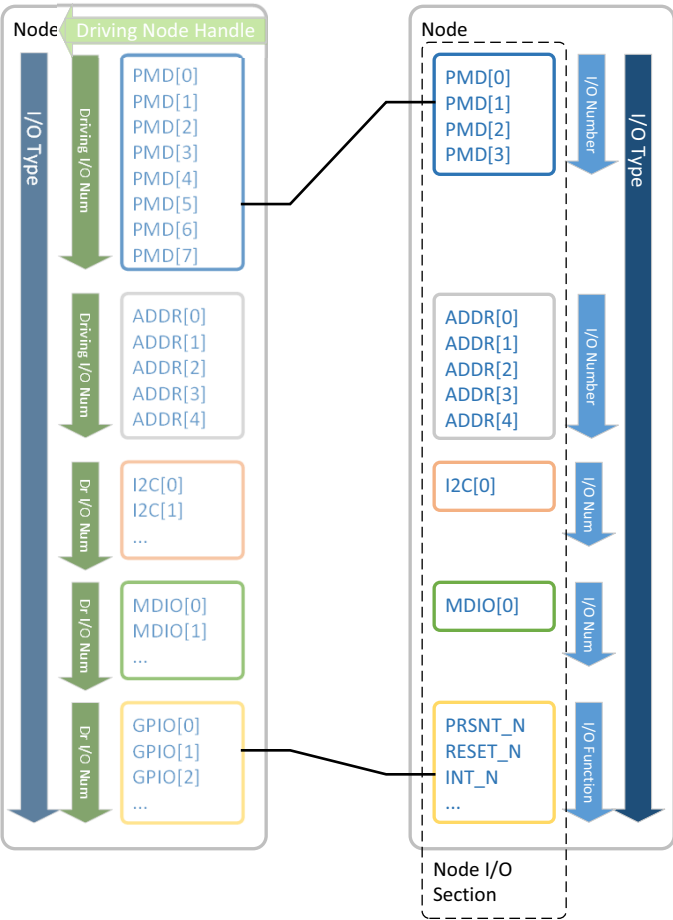 Node
Driving Node Handle
I/O Type
Driving I/O Num
PMD[0]
PMD[1]
PMD[2]
PMD[3]
PMD[4]
PMD[5]
PMD[6]
PMD[7]
Driving I/O Num
ADDR[0]
ADDR[1]
ADDR[2]
ADDR[3]
ADDR[4]
Dr I/O Num
I2C[0]
I2C[1]
...
Dr I/O Num
MDIO[0]
MDIO[1]
...
Dr I/O Num
GPIO[0]
GPIO[1]
GPIO[2]
...
Node
PMD[0]
PMD[1]
PMD[2]
PMD[3]
I/O Number
I/O Type
ADDR[0]
ADDR[1]
ADDR[2]
ADDR[3]
ADDR[4]
I/O Number
I2C[0]
I/O Num
MDIO[0]
I/O Num
PRSNT_N
RESET_N
INT_N
...
I/O Function
Node I/O
Section